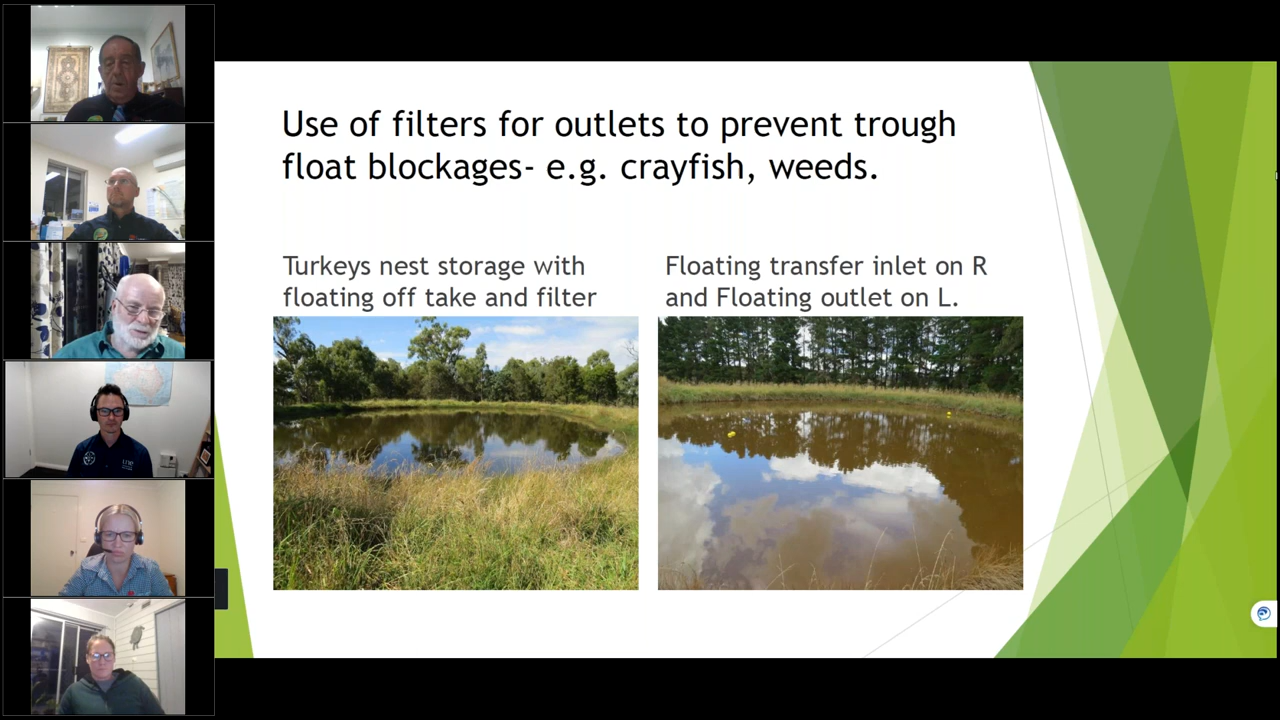 Use of filters for outlets to prevent trough
float blockages- e.g. crayfish, weeds.
Turkeys nest storage with
floating off take and filter
Floating transfer inlet on R
and Floating outlet on L.